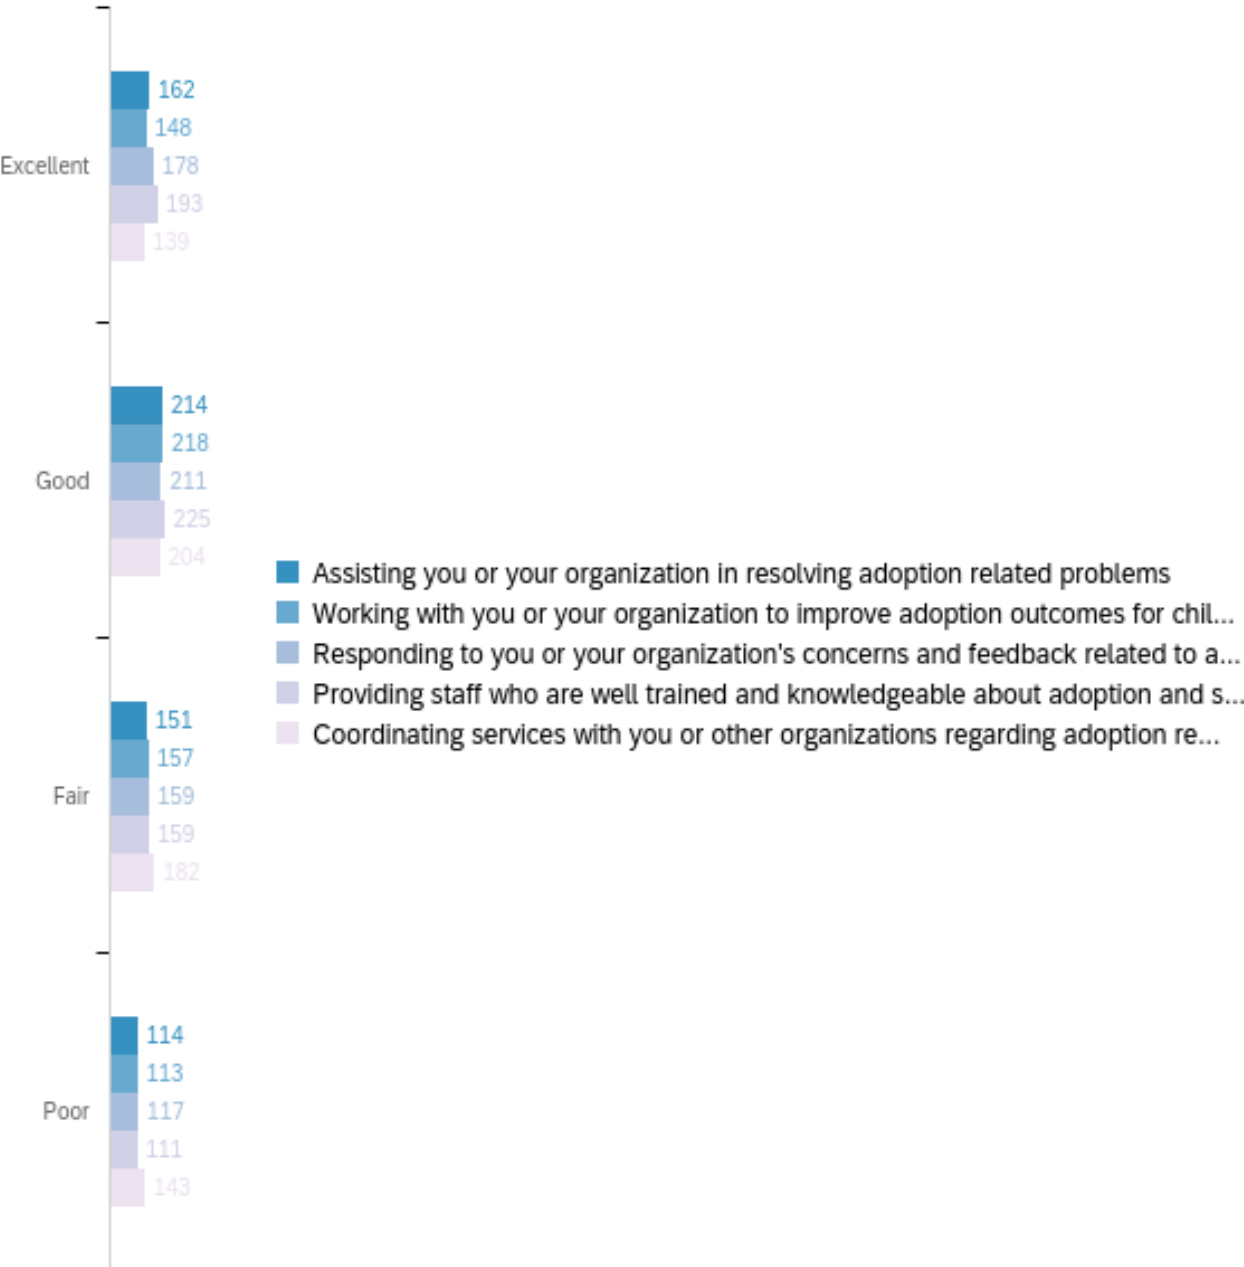 162
148
Excellent 178
193
139
214
218
Good 211
225
204
Assisting you or your organization in resolving adoption related problems
Working with you or your organization to improve adoption outcomes for chil...
Responding to you or your organization's concerns and feedback related to a...
Providing staff who are well trained and knowledgeable about adoption and s...
Coordinating services with you or other organizations regarding adoption re...
151
157
Fair 159
159
182
114
113
Poor 117
111
143